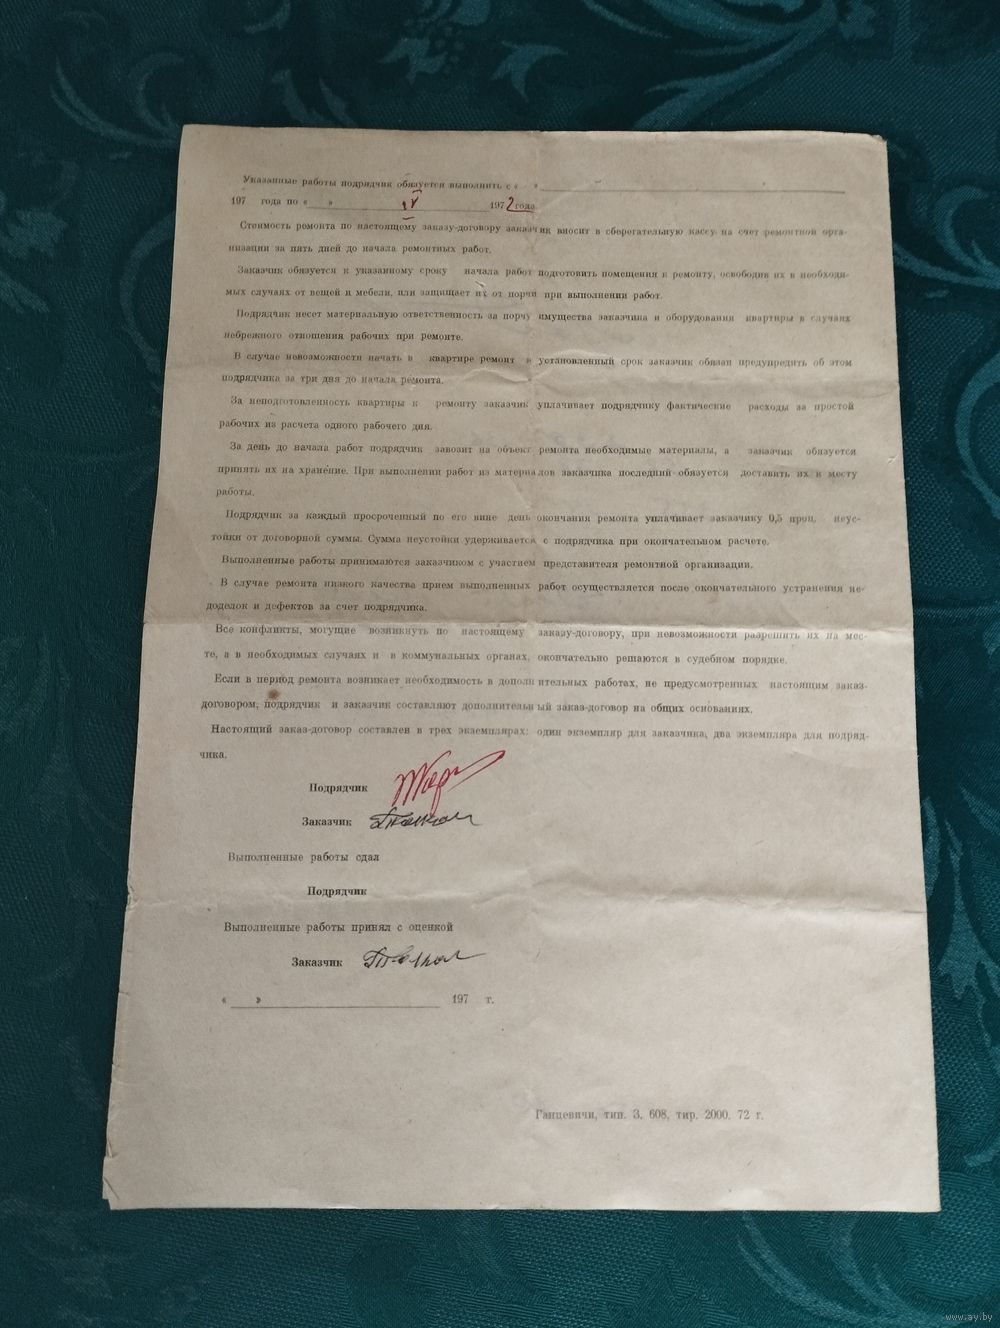 Указанные работы подрядчик обязуется выполнить с « »
197 года по « » IV 1972 года
Стоимость ремонта по настоящему заказу-договору заказчик вносит в сберегательную кассу на счет ремонтной орга-
низации за пять дней до начала ремонтных работ.
Заказчик обязуется к указанному сроку начала работ подготовить помещения к ремонту, освободив их в необходи-
мых случаях от вещей и мебели, или защищает их от порчи при выполнении работ.
Подрядчик несет материальную ответственность за порчу имущества заказчика и оборудования квартиры в случаях
небрежного отношения рабочих при ремонте.
В случае невозможности начать в квартире ремонт в установленный срок заказчик обязан предупредить об этом
подрядчика за три дня до начала ремонта.
За неподготовленность квартиры к ремонту заказчик уплачивает подрядчику фактические расходы за простой
рабочих из расчета одного рабочего дня.
За день до начала работ подрядчик завозит на объект ремонта необходимые материалы, а заказчик обязуется
принять их на хранение. При выполнении работ из материалов заказчика последний обязуется доставить их к месту
работы.
Подрядчик за каждый просроченный по его вине день окончания ремонта уплачивает заказчику 0,5 проц. неус-
тойки от договорной суммы. Сумма неустойки удерживается с подрядчика при окончательном расчете.
Выполненные работы принимаются заказчиком с участием представителя ремонтной организации.
В случае ремонта низкого качества прием выполненных работ осуществляется после окончательного устранения не-
доделок и дефектов за счет подрядчика.
Все конфликты, могущие возникнуть по настоящему заказу-договору, при невозможности разрешить их на мес-
те, а в необходимых случаях и в коммунальных органах, окончательно решаются в судебном порядке.
Если в период ремонта возникает необходимость в дополнительных работах, не предусмотренных настоящим заказ-
договором, подрядчик и заказчик составляют дополнительный заказ-договор на общих основаниях.
Настоящий заказ-договор составлен в трех экземплярах: один экземпляр для заказчика, два экземпляра для подряд-
чика.
Подрядчик
Заказчик
Выполненные работы сдал
Подрядчик
Выполненные работы принял с оценкой
Заказчик
« » 197 г.
Ганцевичи, тип. З. 608, тир. 2000. 72 г.
www.ay.by